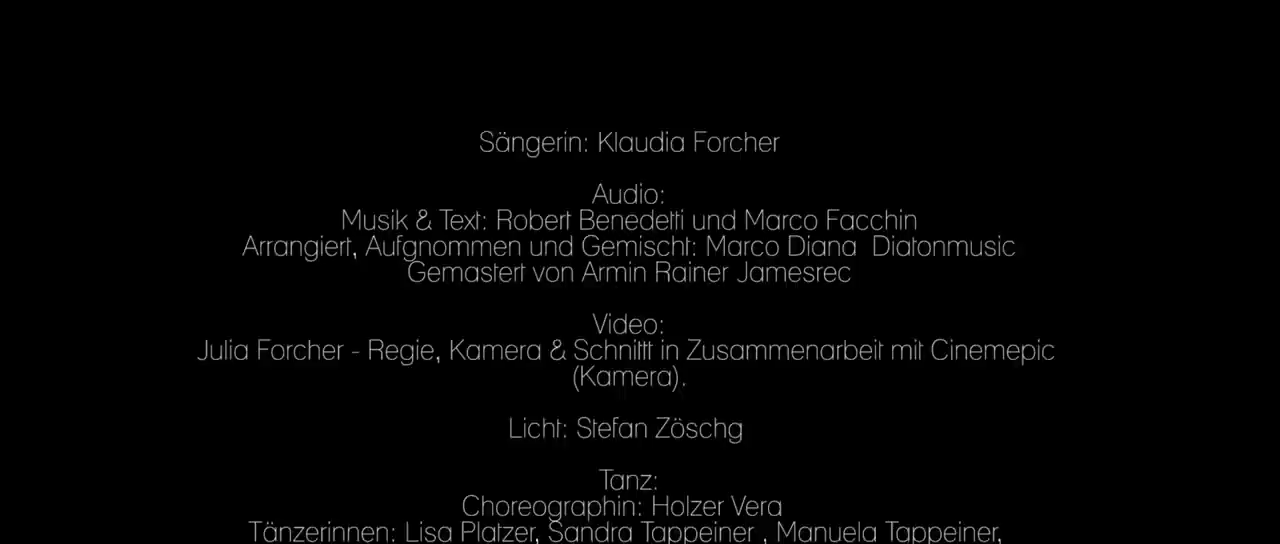 Sängerin: Klaudia Forcher
Audio:
Musik & Text: Robert Benedetti und Marco Facchin
Arrangiert, Aufgnommen und Gemischt: Marco Diana  Diatonmusic
Gemastert von Armin Rainer Jamesrec
Video:
Julia Forcher - Regie, Kamera & Schnittt in Zusammenarbeit mit Cinemepic
(Kamera).
Licht: Stefan Zöschg
Tanz:
Choreographin: Holzer Vera
Tänzerinnen: Lisa Platzer, Sandra Tappeiner , Manuela Tappeiner,